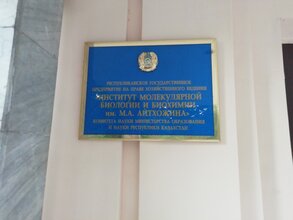 РЕСПУБЛИКАНСКОЕ ГОСУДАРСТВЕННОЕ
ПРЕДПРИЯТИЕ НА ПРАВЕ ХОЗЯЙСТВЕННОГО ВЕДЕНИЯ
"ИНСТИТУТ МОЛЕКУЛЯРНОЙ
БИОЛОГИИ И БИОХИМИИ
ИМ. М.А. АЙТХОЖИНА"
КОМИТЕТА НАУКИ МИНИСТЕРСТВА ОБРАЗОВАНИЯ
И НАУКИ РЕСПУБЛИКИ КАЗАХСТАН